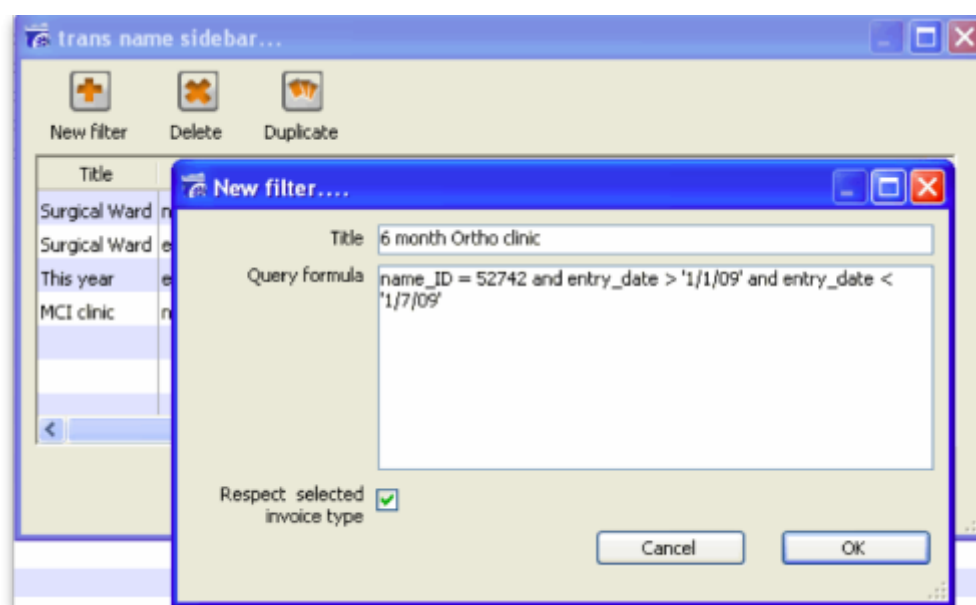 trans name sidebar...
New filter Delete Duplicate
Title
Surgical Ward n
Surgical Ward e
This year e
MCI clinic n
New filter....
Title 6 month Ortho clinic
Query formula name_ID = 52742 and entry_date > '1/1/09' and entry_date <
'1/7/09'
Respect selected
invoice type
Cancel OK